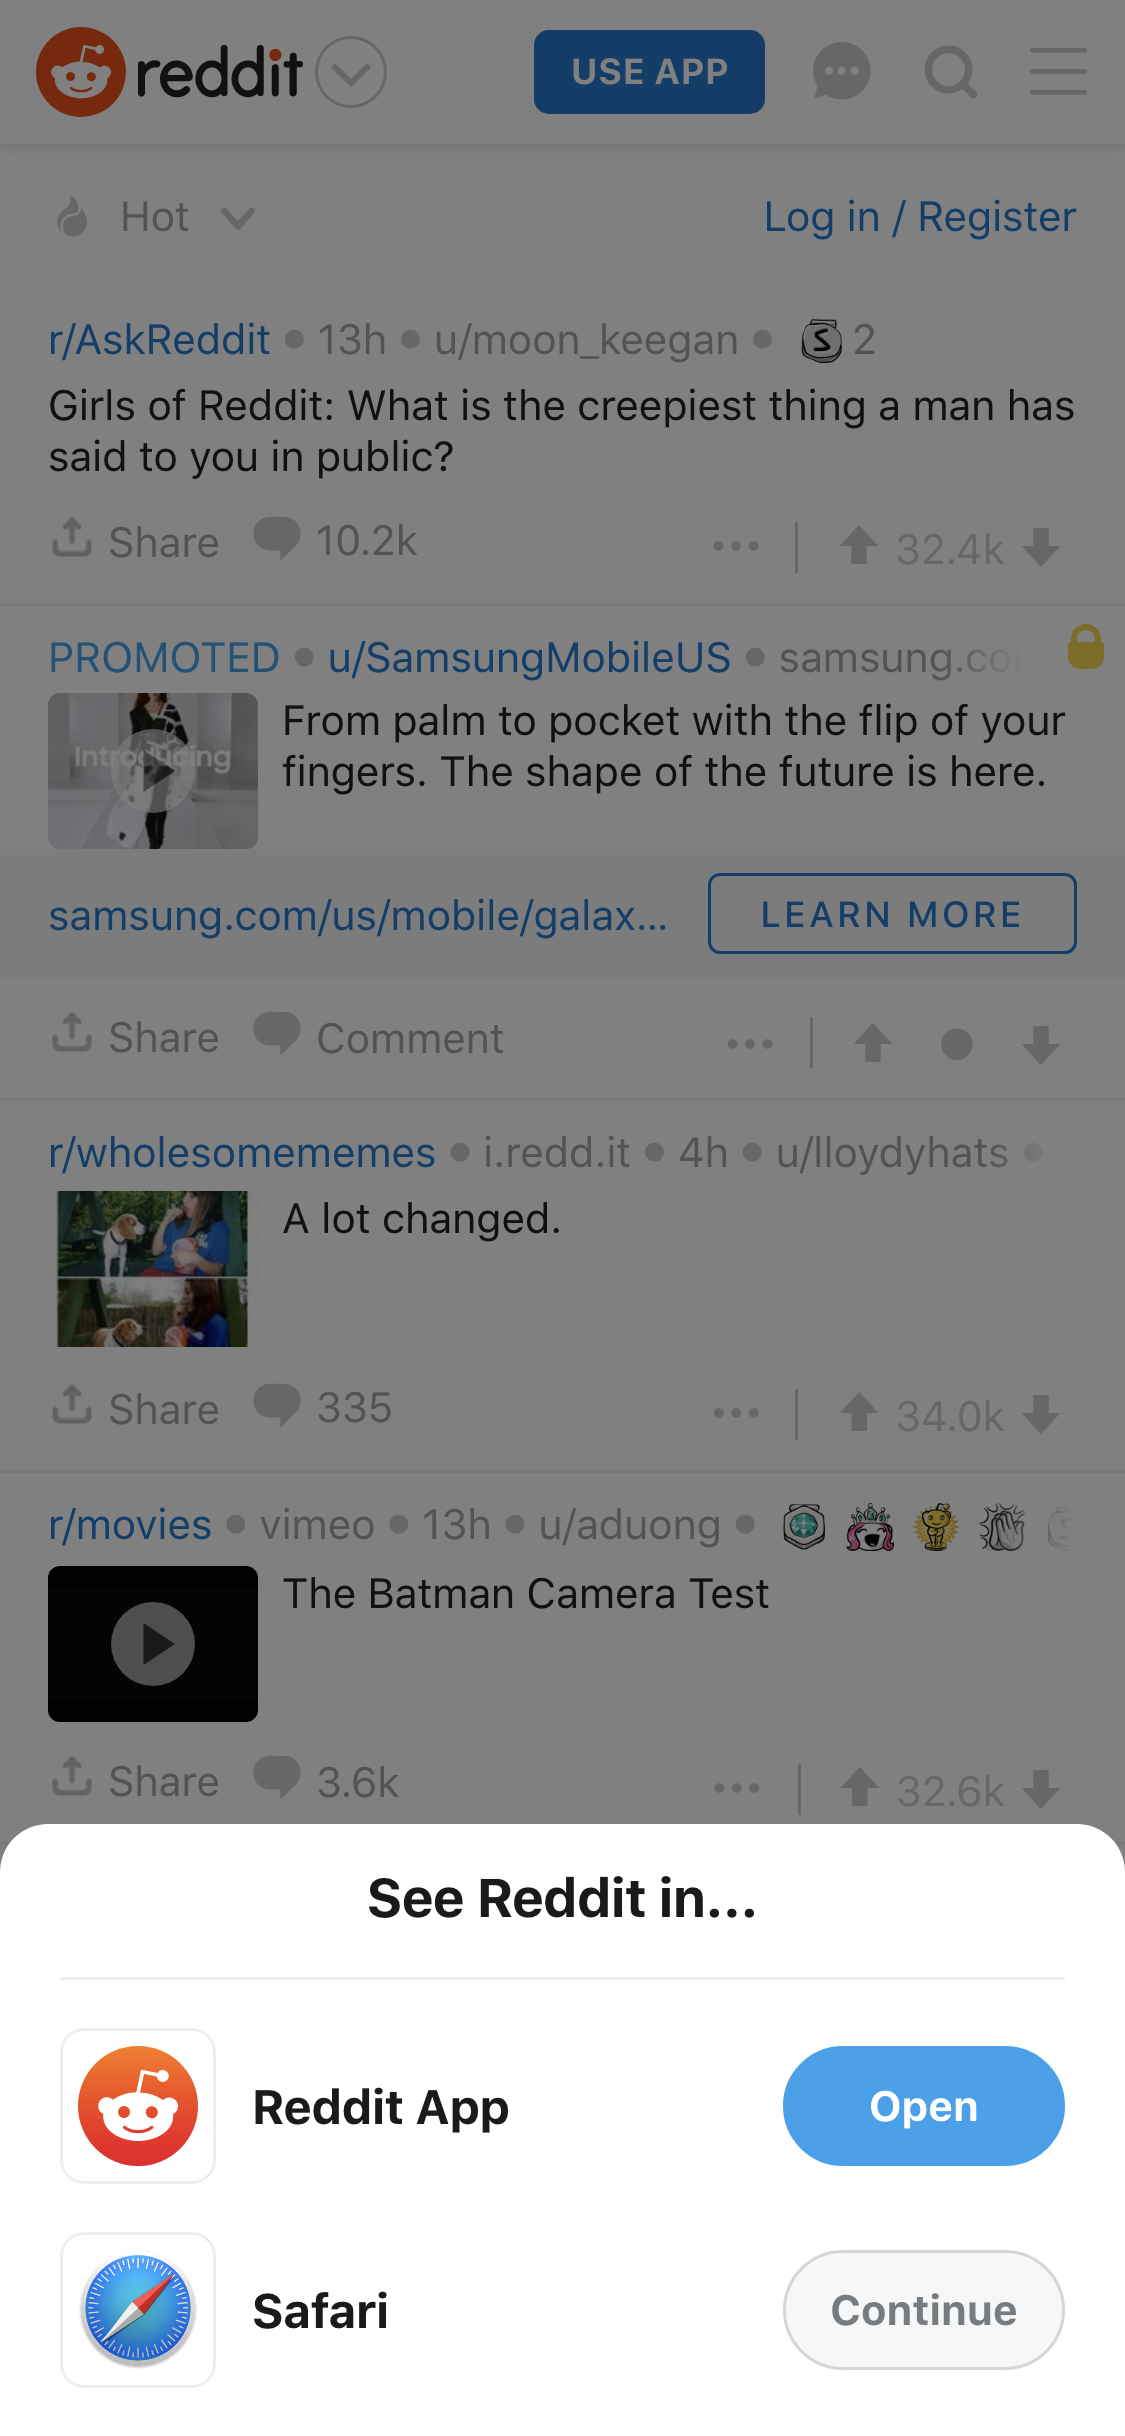 reddit
USE APP
Hot
Log in / Register
r/AskReddit • 13h • u/moon_keegan • 2
Girls of Reddit: What is the creepiest thing a man has
said to you in public?
Share 10.2k ••• 32.4k
PROMOTED • u/SamsungMobileUS • samsung.co
Introducing
From palm to pocket with the flip of your
fingers. The shape of the future is here.
samsung.com/us/mobile/galax...
LEARN MORE
Share Comment ••• •
r/wholesomememes • i.redd.it • 4h • u/lloydyhats •
A lot changed.
Share 335 ••• 34.0k
r/movies • vimeo • 13h • u/aduong •
The Batman Camera Test
Share 3.6k ••• 32.6k
See Reddit in...
Reddit App
Open
Safari
Continue